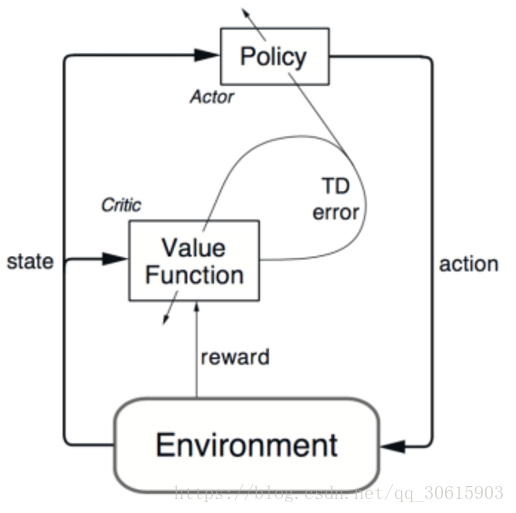 Policy
Actor
TD
error
Critic
Value
Function
state
action
reward
Environment
https://blog.csdn.net/qq_30615903